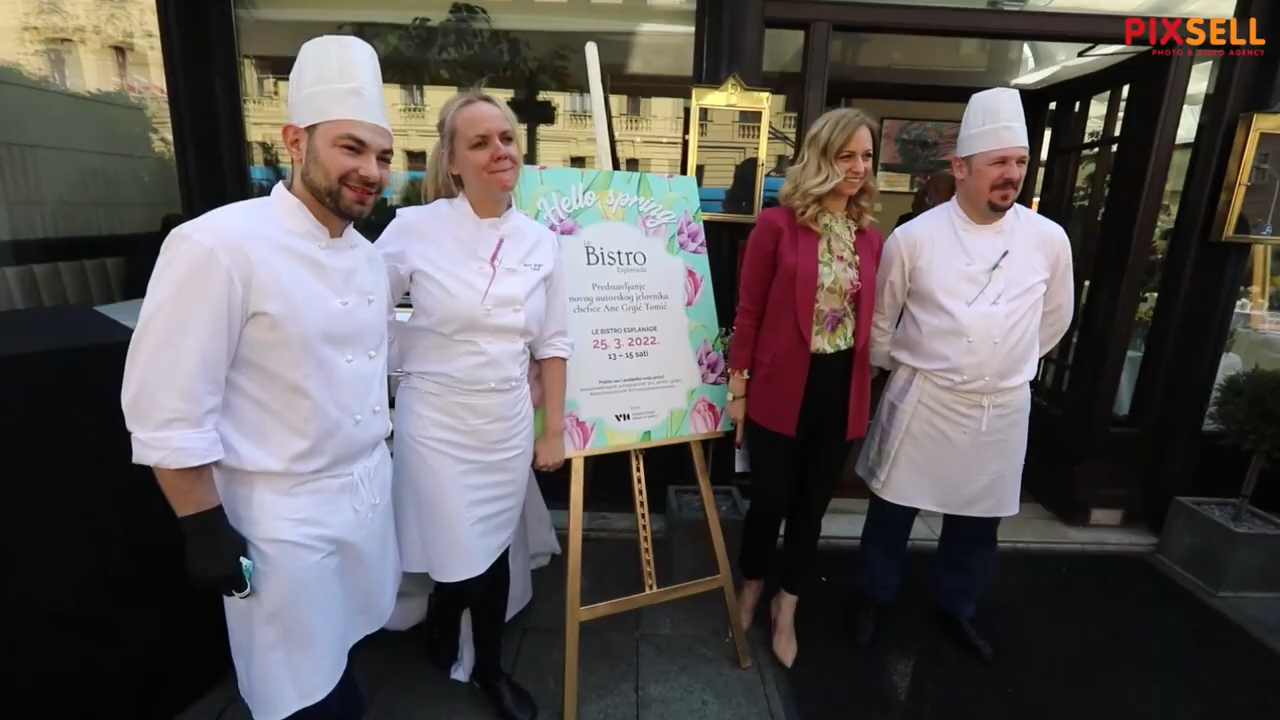 PIXSELL
PHOTO & VIDEO AGENCY
Hello spring
Le
Bistro
Esplanade
Predstavljanje
novog autorskog jelovnika
chefice Ane Grgić Tomić
LE BISTRO ESPLANADE
25. 3. 2022.
13 – 15 sati